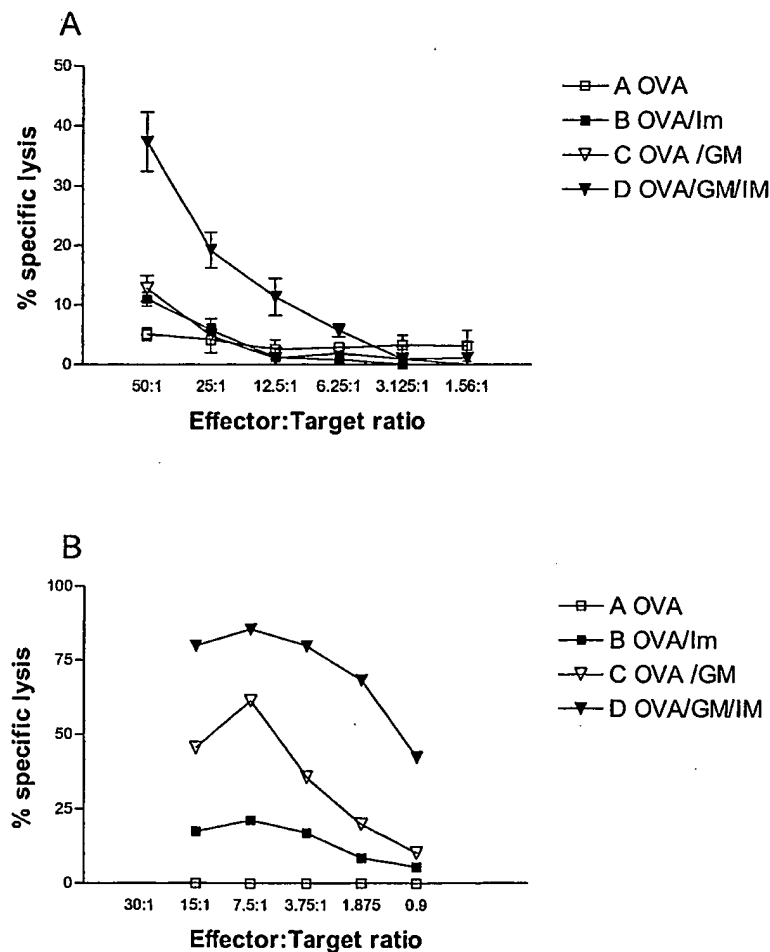 A
50
40
30
20
10
0
% specific lysis
50:1 25:1 12.5:1 6.25:1 3.125:1 1.56:1
Effector:Target ratio
A OVA
B OVA/Im
C OVA /GM
D OVA/GM/IM
B
100
75
50
25
0
% specific lysis
30:1 15:1 7.5:1 3.75:1 1.875 0.9
Effector:Target ratio
A OVA
B OVA/Im
C OVA /GM
D OVA/GM/IM